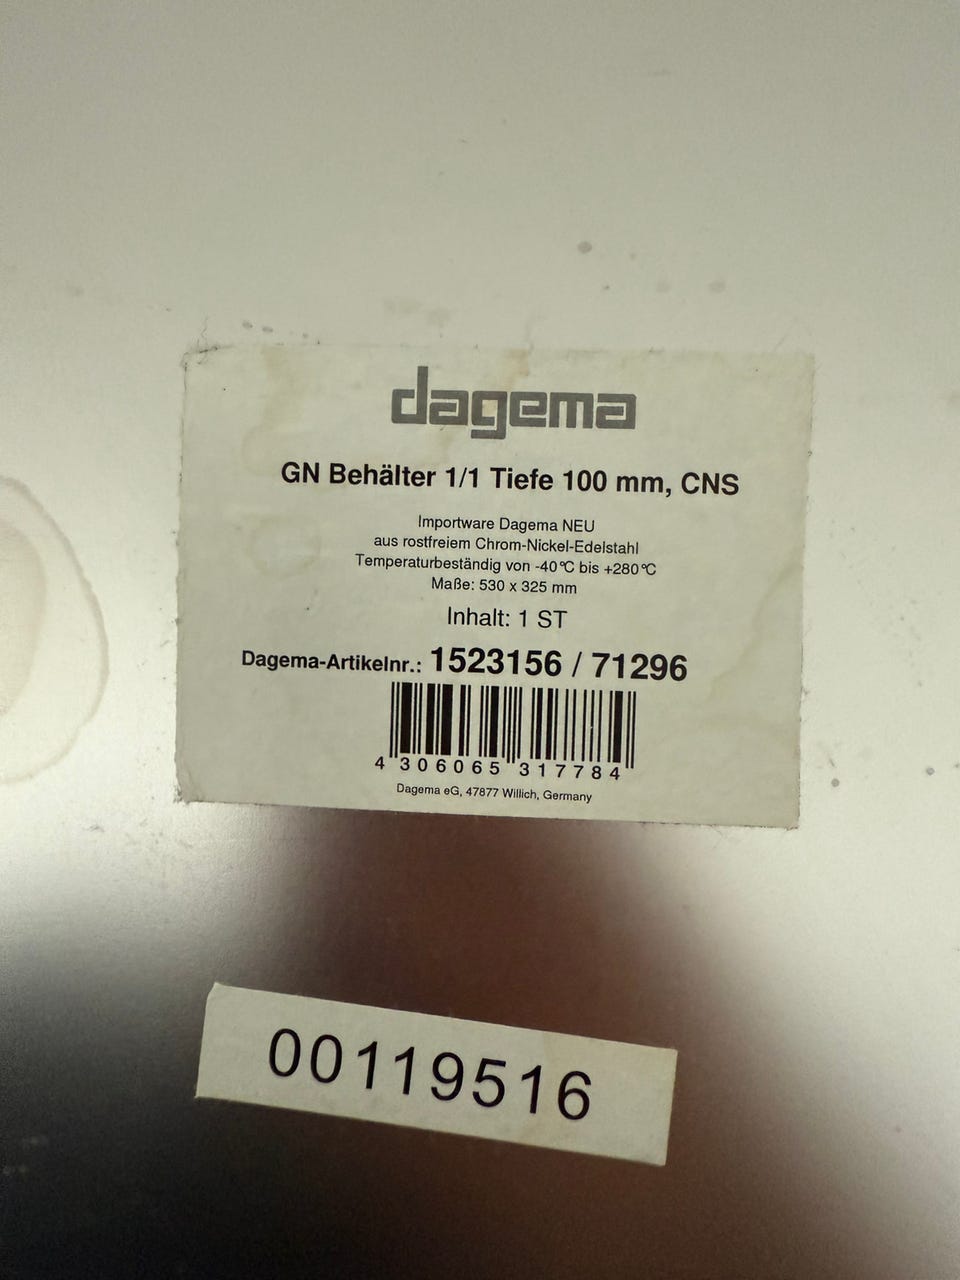 dagema
GN Behälter 1/1 Tiefe 100 mm, CNS
Importware Dagema NEU
aus rostfreiem Chrom-Nickel-Edelstahl
Temperaturbeständig von -40°C bis +280°C
Maße: 530 x 325 mm
Inhalt: 1 ST
Dagema-Artikelnr.: 1523156 / 71296
4 306065 317784
Dagema eG, 47877 Willich, Germany
00119516